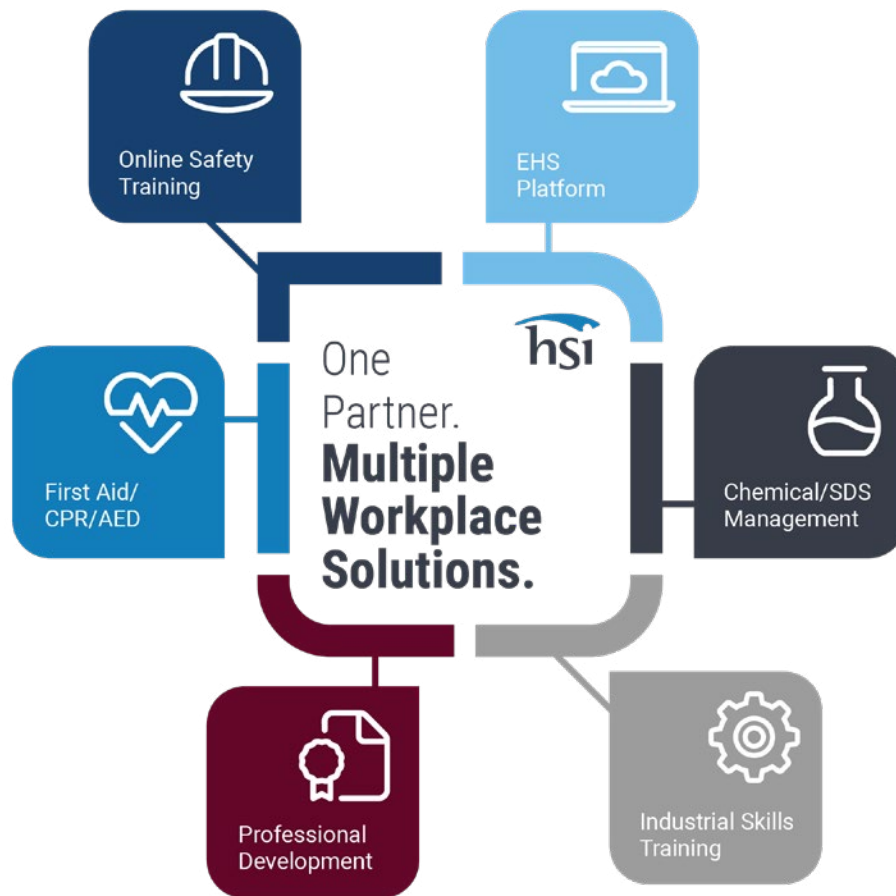 Online Safety
Training
EHS
Platform
hsi
One
Partner.
Multiple
Workplace
Solutions.
First Aid/
CPR/AED
Chemical/SDS
Management
Professional
Development
Industrial Skills
Training